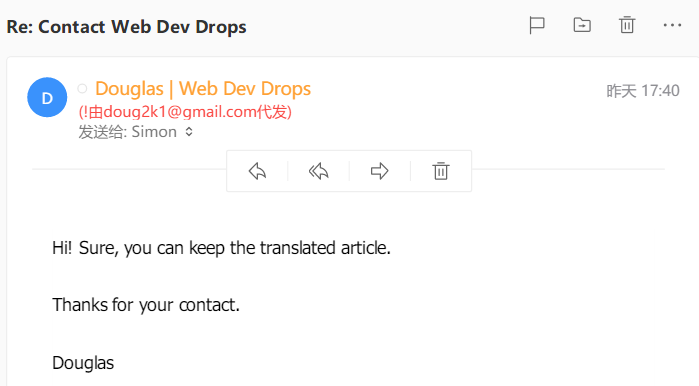 Re: Contact Web Dev Drops
D
Douglas | Web Dev Drops
昨天 17:40
(!由doug2k1@gmail.com代发)
发送给: Simon
Hi! Sure, you can keep the translated article.
Thanks for your contact.
Douglas